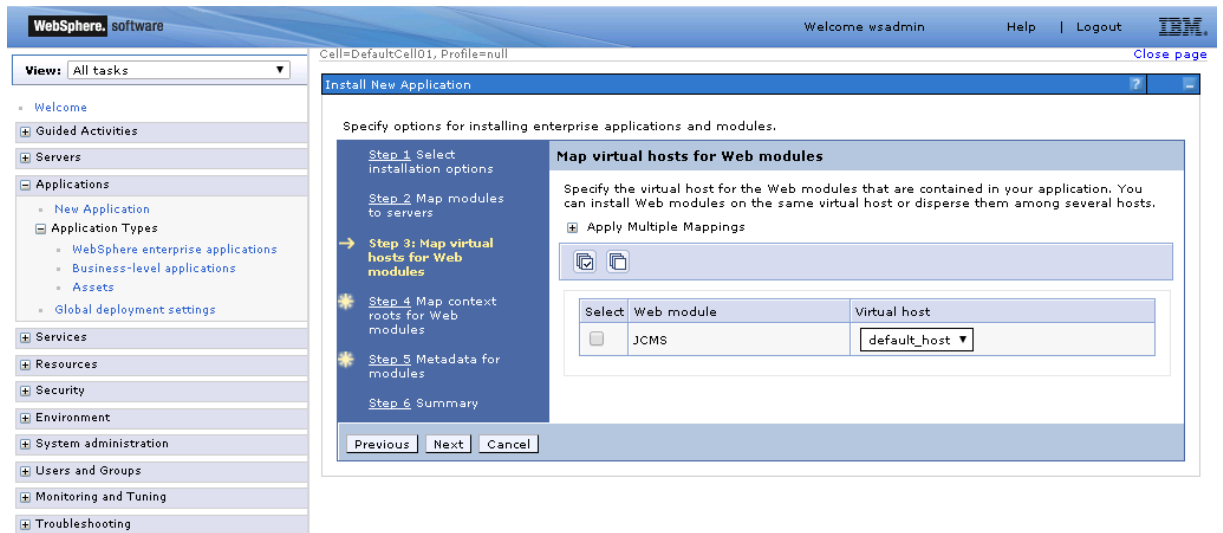 WebSphere. software
Welcome wsadmin
Help | Logout
IBM.
View: All tasks
Welcome
Guided Activities
Servers
Applications
New Application
Application Types
WebSphere enterprise applications
Business-level applications
Assets
Global deployment settings
Services
Resources
Security
Environment
System administration
Users and Groups
Monitoring and Tuning
Troubleshooting
Cell=DefaultCell01, Profile=null
Close page
Install New Application
?
Specify options for installing enterprise applications and modules.
Step 1 Select
installation options
Step 2 Map modules
to servers
Step 3: Map virtual
hosts for Web
modules
Step 4 Map context
roots for Web
modules
Step 5 Metadata for
modules
Step 6 Summary
Map virtual hosts for Web modules
Specify the virtual host for the Web modules that are contained in your application. You
can install Web modules on the same virtual host or disperse them among several hosts.
Apply Multiple Mappings
Select Web module Virtual host
JCMS default_host
Previous Next Cancel